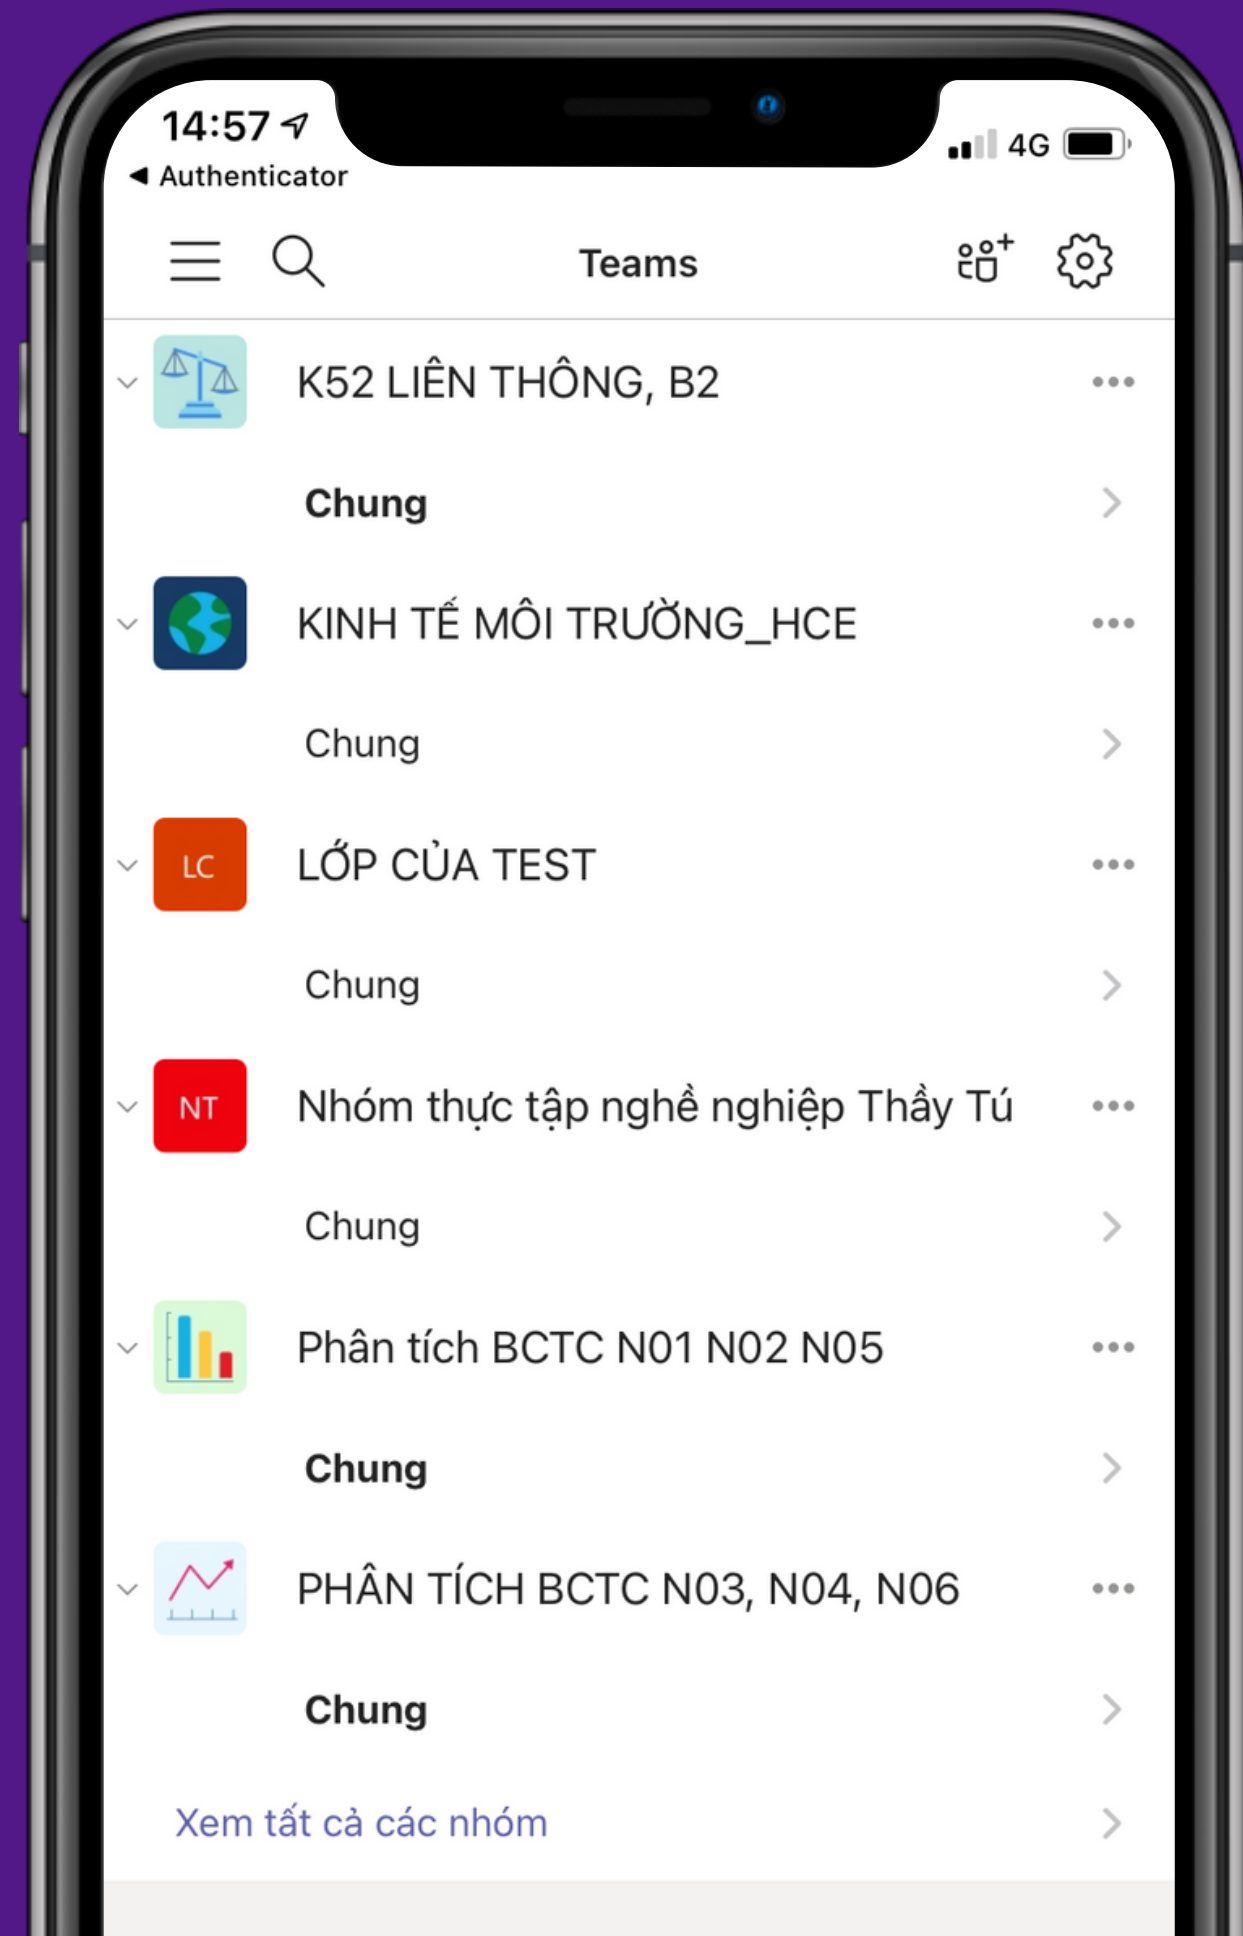 14:57
◀ Authenticator
4G
Teams
K52 LIÊN THÔNG, B2
Chung
KINH TẾ MÔI TRƯỜNG_HCE
Chung
LC
LỚP CỦA TEST
Chung
NT
Nhóm thực tập nghề nghiệp Thầy Tú
Chung
Phân tích BCTC N01 N02 N05
Chung
PHÂN TÍCH BCTC N03, N04, N06
Chung
Xem tất cả các nhóm